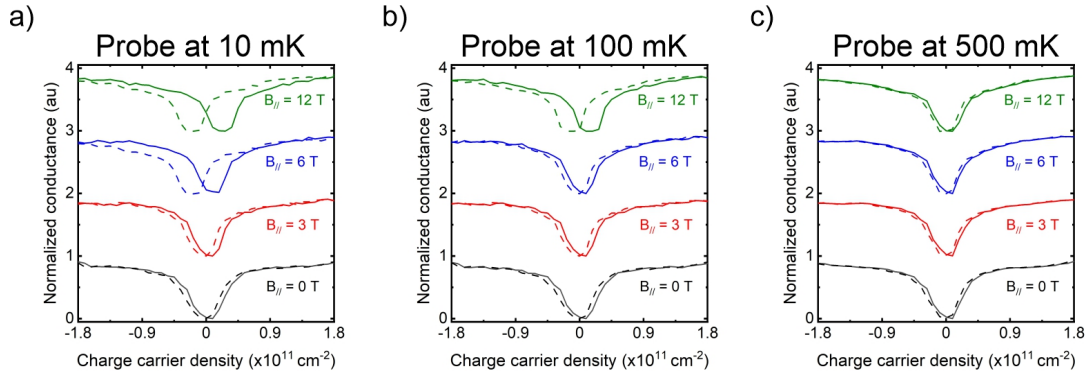 a)
Probe at 10 mK
Normalized conductance (au)
4
3
2
1
0
B// = 12 T
B// = 6 T
B// = 3 T
B// = 0 T
-1.8 -0.9 0 0.9 1.8
Charge carrier density (x10¹¹ cm⁻²)
b)
Probe at 100 mK
Normalized conductance (au)
4
3
2
1
0
B// = 12 T
B// = 6 T
B// = 3 T
B// = 0 T
-1.8 -0.9 0 0.9 1.8
Charge carrier density (x10¹¹ cm⁻²)
c)
Probe at 500 mK
Normalized conductance (au)
4
3
2
1
0
B// = 12 T
B// = 6 T
B// = 3 T
B// = 0 T
-1.8 -0.9 0 0.9 1.8
Charge carrier density (x10¹¹ cm⁻²)